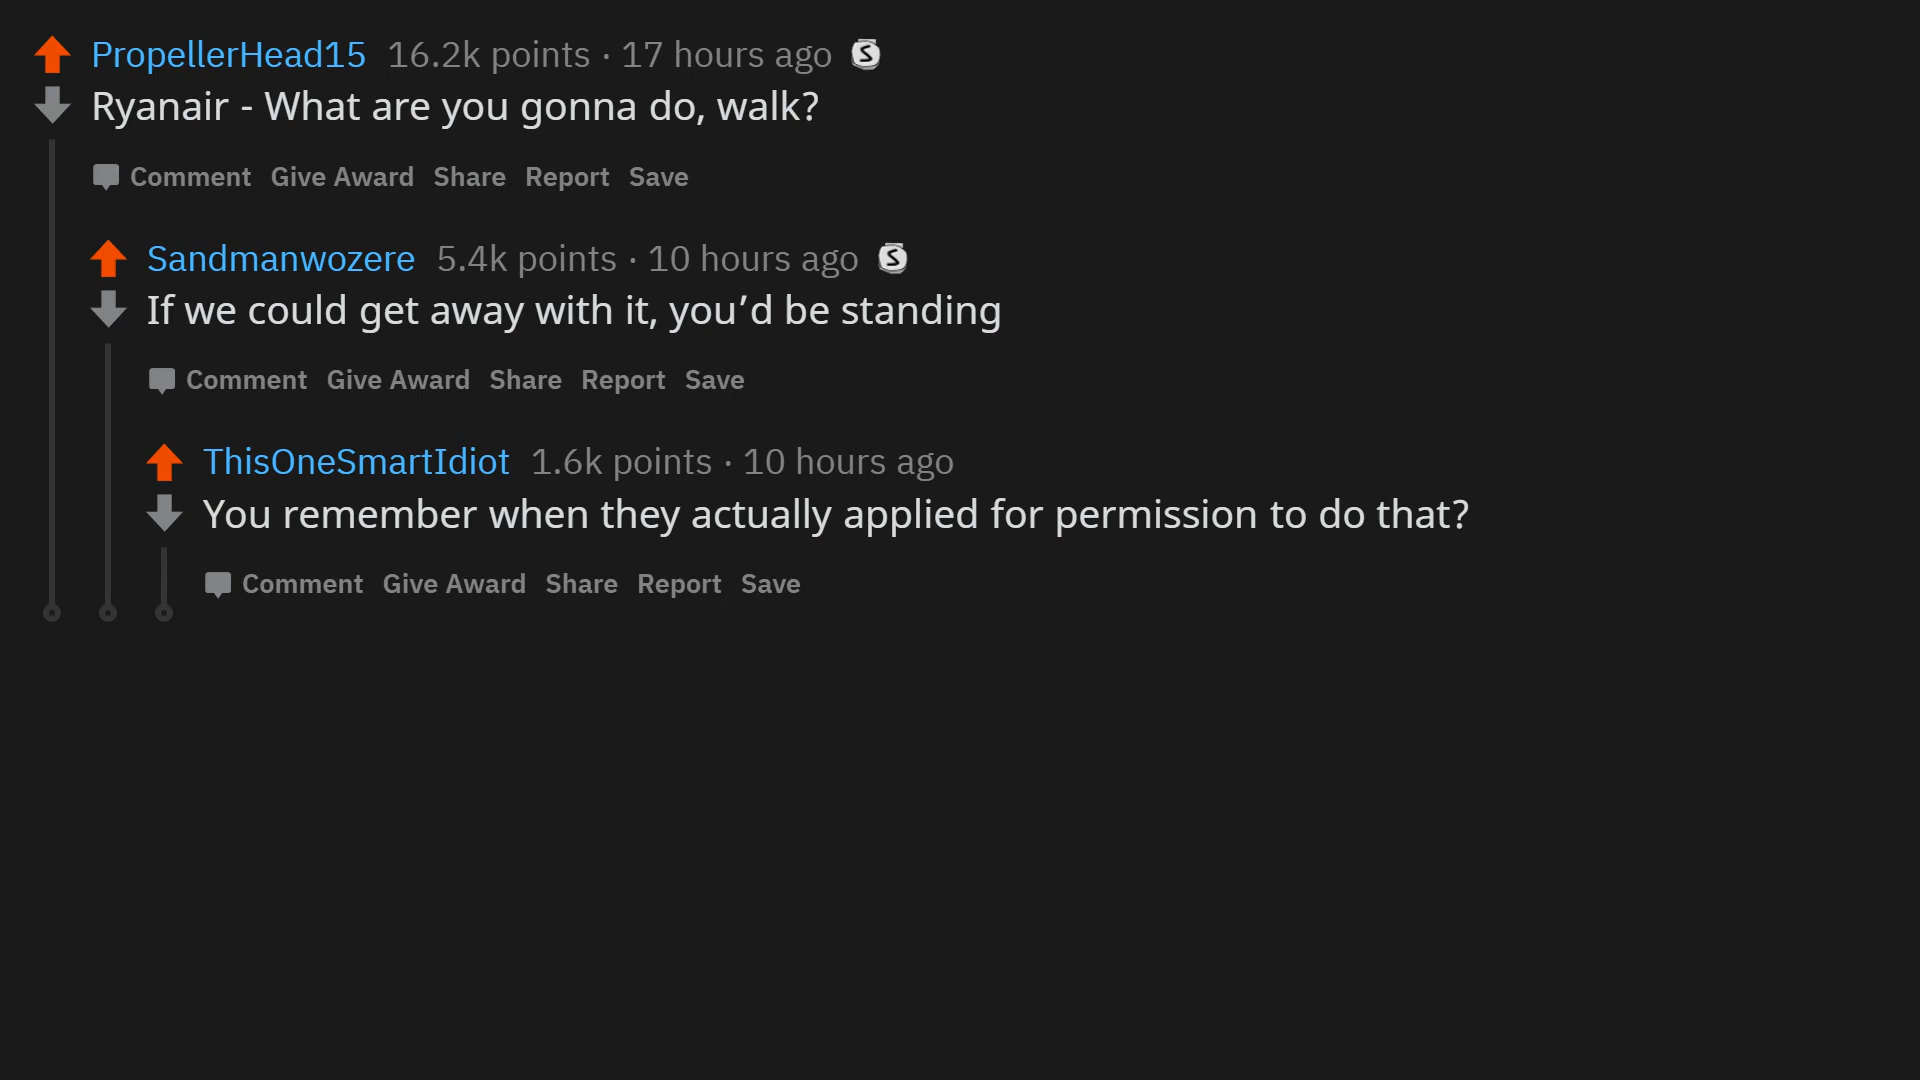 PropellerHead15 16.2k points · 17 hours ago S
Ryanair - What are you gonna do, walk?
Comment Give Award Share Report Save
Sandmanwozere 5.4k points · 10 hours ago S
If we could get away with it, you’d be standing
Comment Give Award Share Report Save
ThisOneSmartIdiot 1.6k points · 10 hours ago
You remember when they actually applied for permission to do that?
Comment Give Award Share Report Save